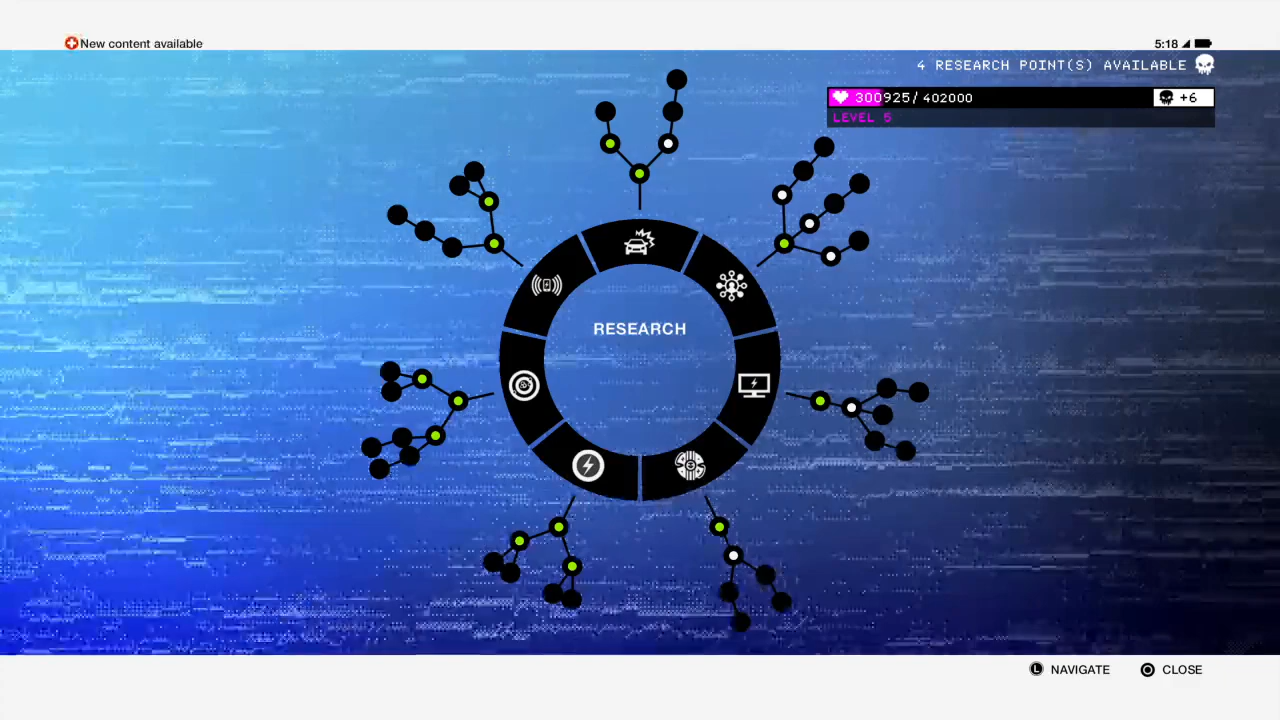 New content available
5:18
4 RESEARCH POINT(S) AVAILABLE
300925/402000
+6
LEVEL 5
RESEARCH
L NAVIGATE
CLOSE